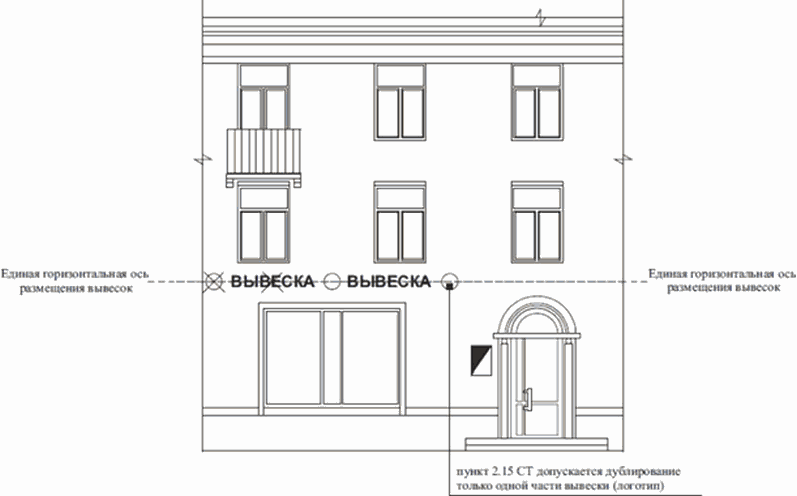 Единая горизонтальная ось
размещения вывесок
ВЫВЕСКА ВЫВЕСКА
Единая горизонтальная ось
размещения вывесок
пункт 2.15 СТ допускается дублирование
только одной части вывески (логотип)